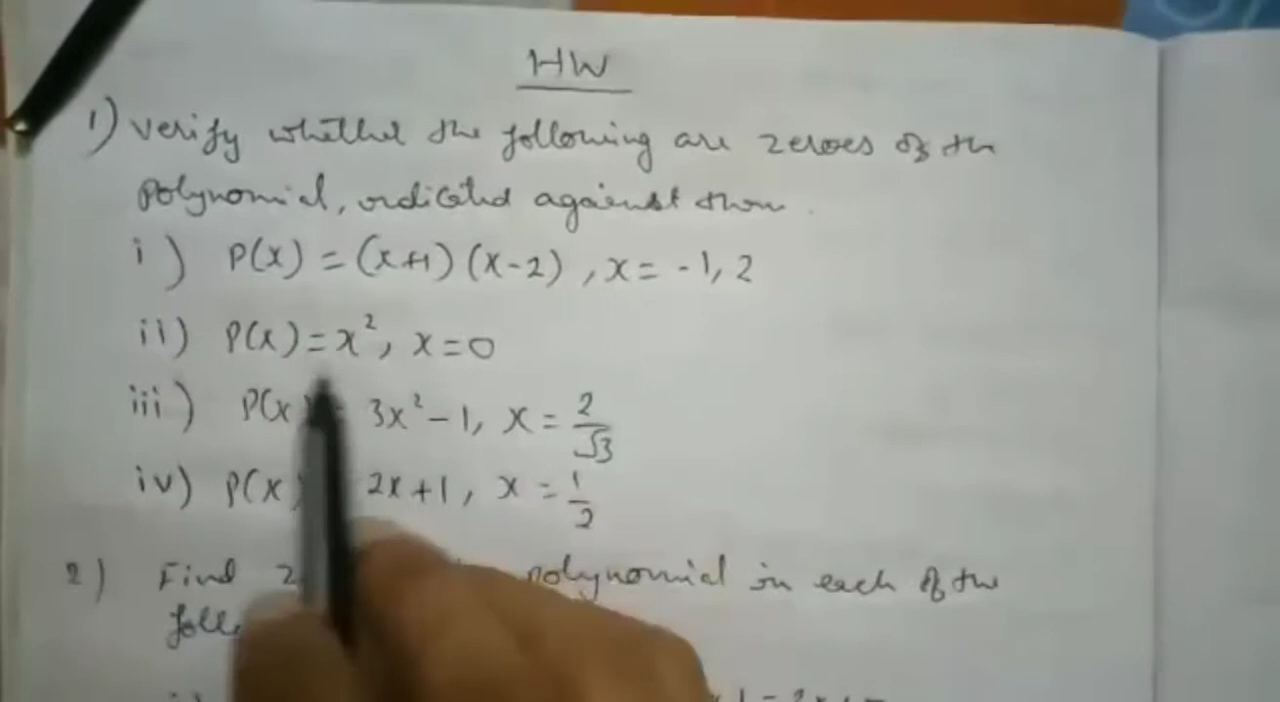 HW
1) Verify whether the following are zeroes of the
polynomial, indicated against them.
i) P(x) = (x+1) (x-2), x = -1, 2
ii) P(x) = x², x = 0
iii) P(x) = 3x² - 1, x = 2/√3
iv) P(x) = 2x + 1, x = 1/2
2) Find polynomial in each of the